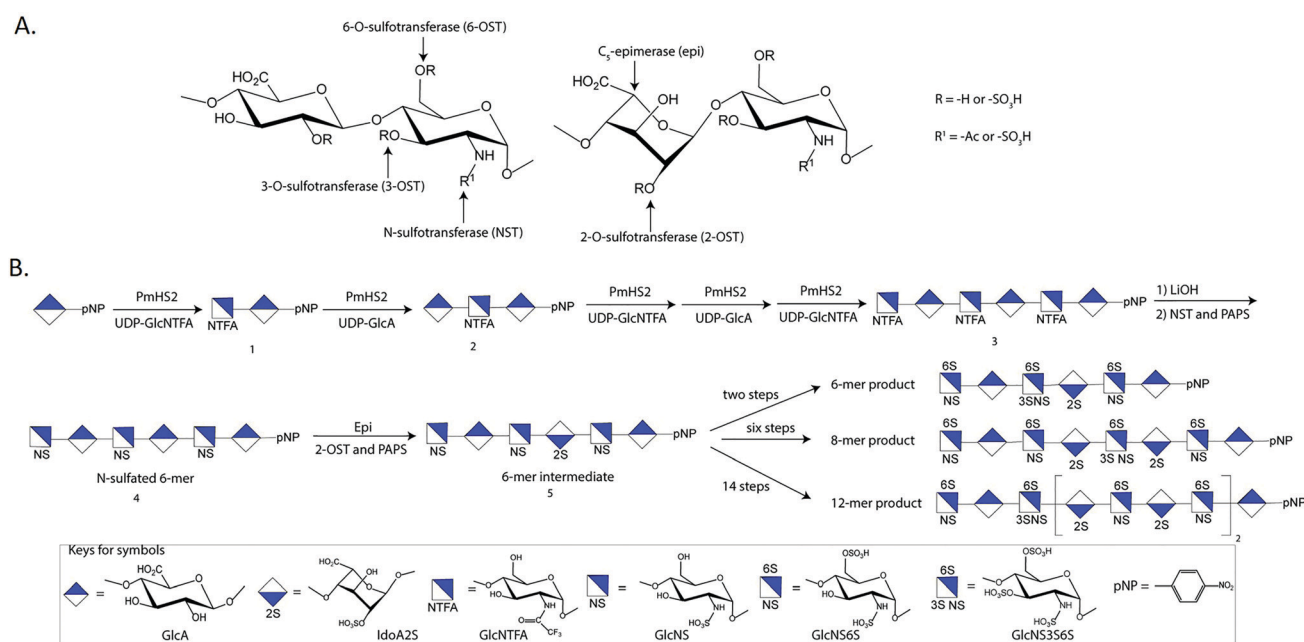 A.
6-O-sulfotransferase (6-OST)
C5-epimerase (epi)
OR
HO2C
O
O
O
HO
OR
O
RO
O
NH
R1
O
OR
HO2C
OH
O
O
RO
O
RO
O
NH
R1
O
R = -H or -SO3H
R1 = -Ac or -SO3H
3-O-sulfotransferase (3-OST)
N-sulfotransferase (NST)
2-O-sulfotransferase (2-OST)
B.
pNP
PmHS2
UDP-GlcNTFA
NTFA
pNP
1
PmHS2
UDP-GlcA
NTFA
pNP
2
PmHS2
UDP-GlcNTFA
PmHS2
UDP-GlcA
PmHS2
UDP-GlcNTFA
NTFA
NTFA
NTFA
pNP
3
1) LiOH
2) NST and PAPS
NS
NS
NS
pNP
N-sulfated 6-mer
4
Epi
2-OST and PAPS
NS
NS
2S
NS
pNP
6-mer intermediate
5
two steps
6-mer product
6S 6S 6S
NS 3SNS 2S NS
pNP
six steps
8-mer product
6S 6S 6S 6S
NS NS 2S 3S NS 2S NS
pNP
14 steps
12-mer product
6S 6S 6S 6S
NS 3SNS 2S NS 2S NS
2
pNP
Keys for symbols
=
HO2C
O
O
HO
OH
O
GlcA
2S
=
HO2C
OH
O
O
O
HO3SO
IdoA2S
NTFA
=
OH
O
O
HO
NH
O
O
CF3
GlcNTFA
NS
=
OH
O
O
HO
NH
O
HO3S
GlcNS
6S
NS
=
OSO3H
O
O
HO
NH
O
HO3S
GlcNS6S
6S
3S NS
=
OSO3H
O
O
HO3SO
NH
O
HO3S
GlcNS3S6S
pNP =
NO2